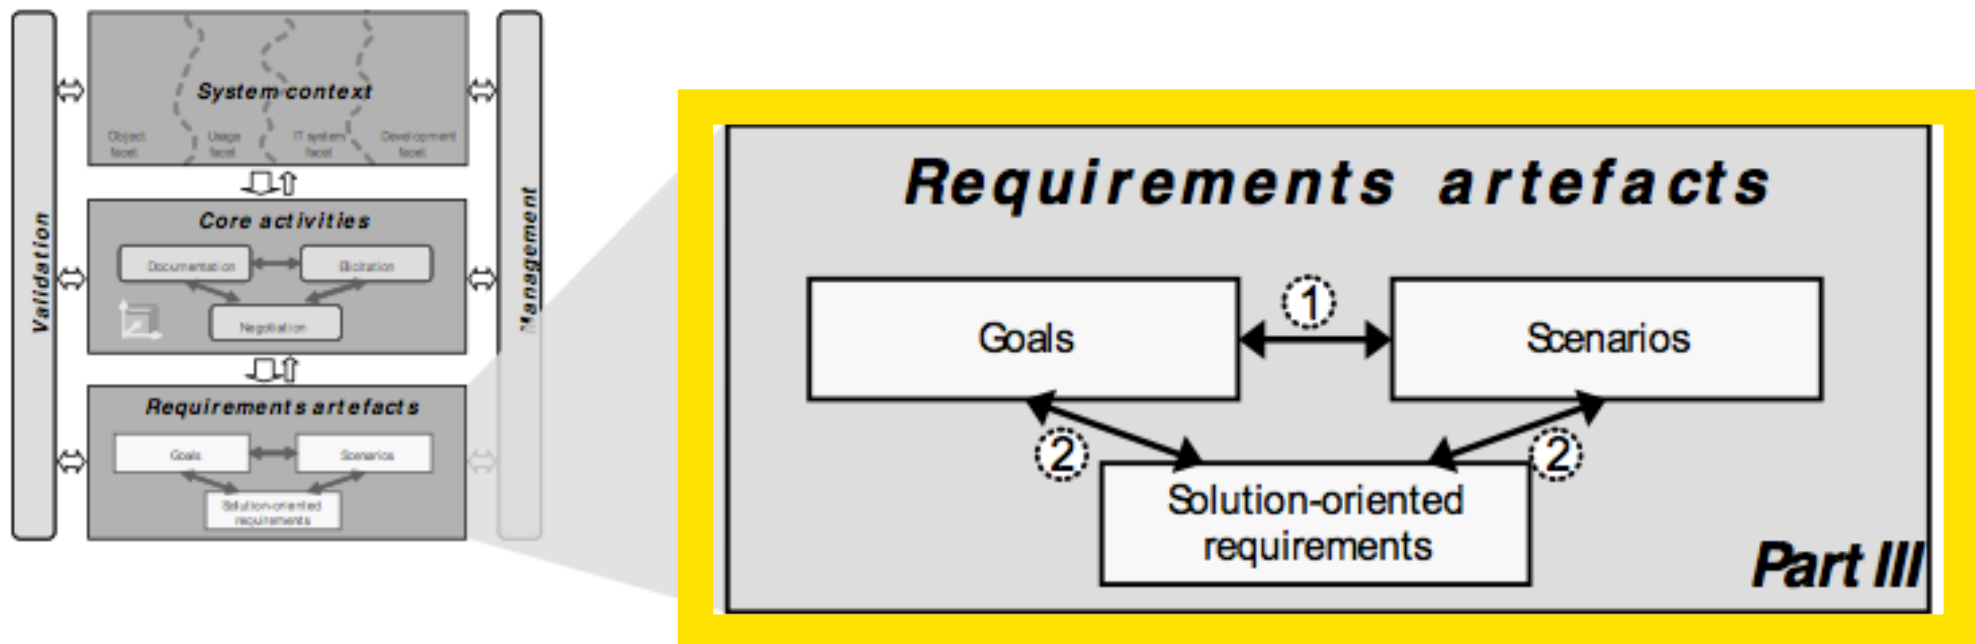 System context
Object facet
Usage facet
IT system facet
Development facet
Validation
Management
Core activities
Documentation
Elicitation
Negotiation
Requirements artefacts
Goals
Scenarios
Solution-oriented
requirements
Requirements artefacts
1
Goals
Scenarios
2
2
Solution-oriented
requirements
Part III